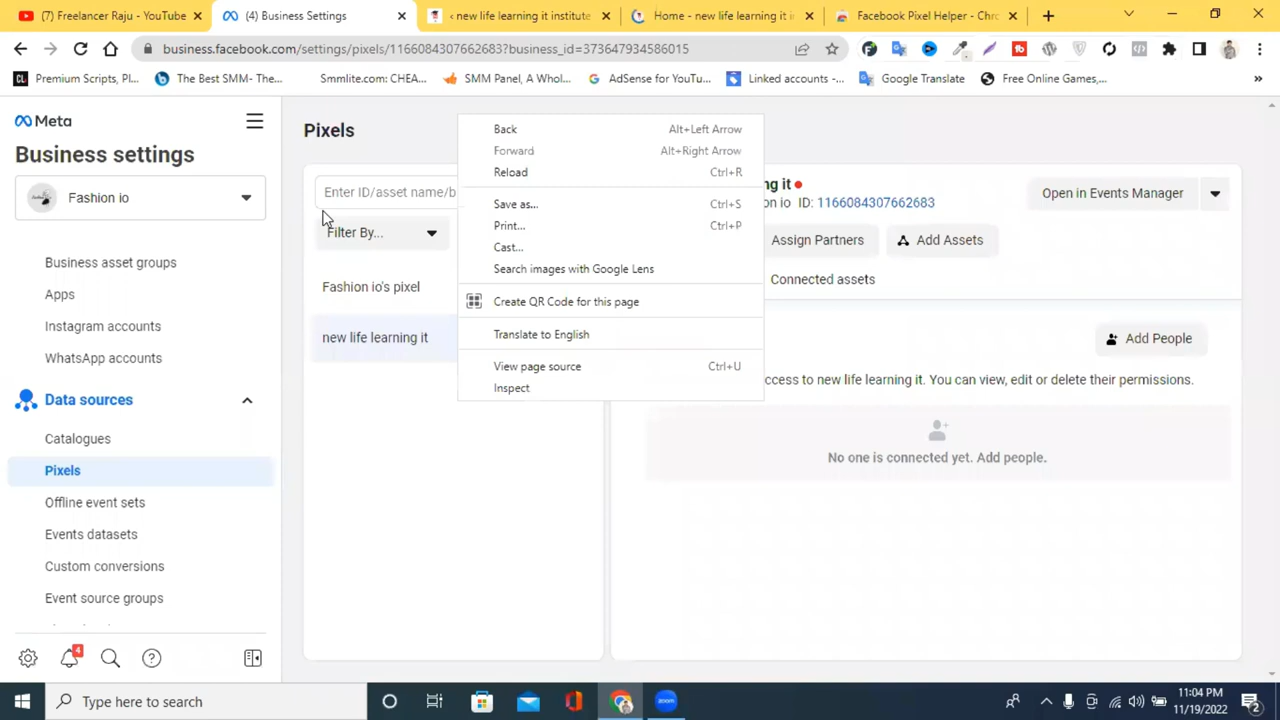 (7) Freelancer Raju - YouTube
(4) Business Settings
new life learning it institute
Home - new life learning it in
Facebook Pixel Helper - Chro
business.facebook.com/settings/pixels/1166084307662683?business_id=373647934586015
Premium Scripts, Pl...
The Best SMM- The...
Smmlite.com: CHEA...
SMM Panel, A Whol...
AdSense for YouTu...
Linked accounts -...
Google Translate
Free Online Games,...
Meta
Business settings
Fashion io
Business asset groups
Apps
Instagram accounts
WhatsApp accounts
Data sources
Catalogues
Pixels
Offline event sets
Events datasets
Custom conversions
Event source groups
4
Pixels
Enter ID/asset name/b
Filter By...
Fashion io's pixel
new life learning it
Back Alt+Left Arrow
Forward Alt+Right Arrow
Reload Ctrl+R
Save as... Ctrl+S
Print... Ctrl+P
Cast...
Search images with Google Lens
Create QR Code for this page
Translate to English
View page source Ctrl+U
Inspect
ng it
on io ID: 1166084307662683
Open in Events Manager
Assign Partners
Add Assets
Connected assets
Add People
ccess to new life learning it. You can view, edit or delete their permissions.
No one is connected yet. Add people.
Type here to search
11:04 PM
11/19/2022
2